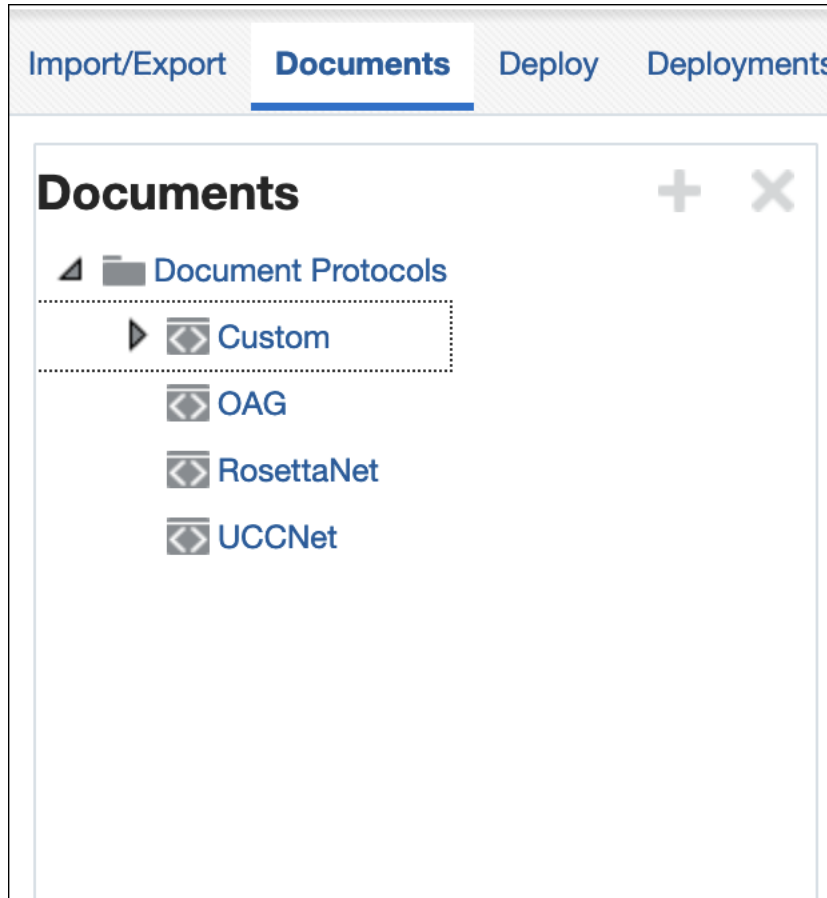 Import/Export Documents Deploy Deployments
Documents
Document Protocols
Custom
OAG
RosettaNet
UCCNet